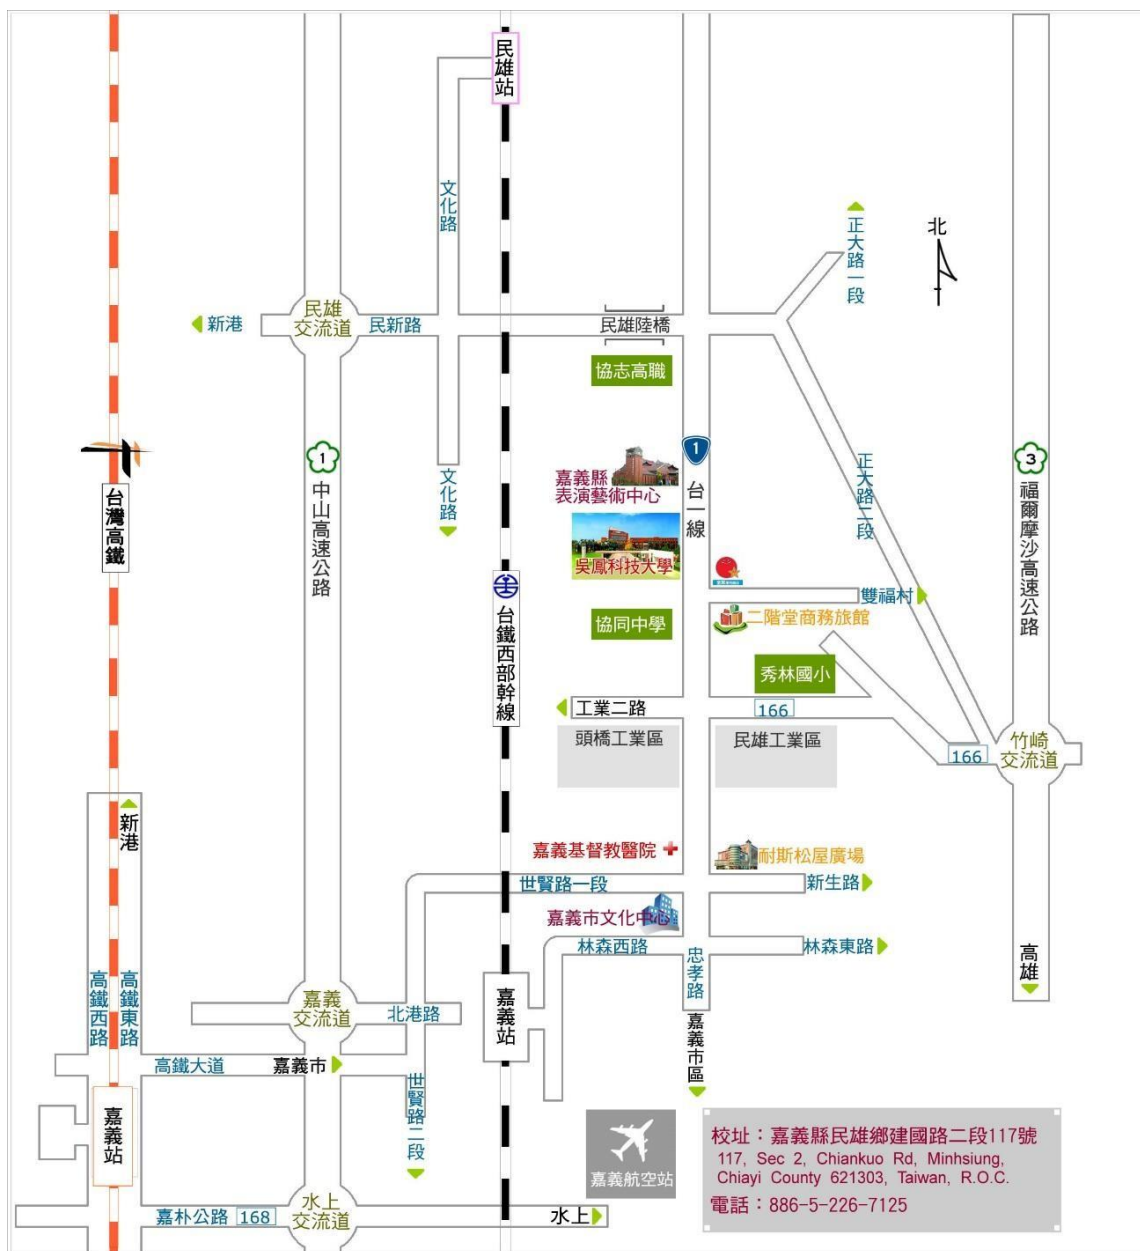 民雄站
文化路
北
正大路一段
新港
民雄
交流道
民新路
民雄陸橋
協志高職
1
中山高速公路
文化路
嘉義縣
表演藝術中心
1
台一線
正大路二段
3
福爾摩沙高速公路
台灣高鐵
吳鳳科技大學
雙福村
台鐵西部幹線
協同中學
二階堂商務旅館
秀林國小
工業二路
166
頭橋工業區
民雄工業區
166
竹崎
交流道
新港
嘉義基督教醫院
耐斯松屋廣場
世賢路一段
新生路
嘉義市文化中心
林森西路
林森東路
忠孝路
高雄
高鐵西路
高鐵東路
嘉義
交流道
北港路
嘉義站
嘉義市區
高鐵大道
嘉義市
世賢路二段
嘉義站
嘉義航空站
校址：嘉義縣民雄鄉建國路二段117號
117, Sec 2, Chiankuo Rd, Minhsiung,
Chiayi County 621303, Taiwan, R.O.C.
電話：886-5-226-7125
嘉朴公路 168
水上
交流道
水上